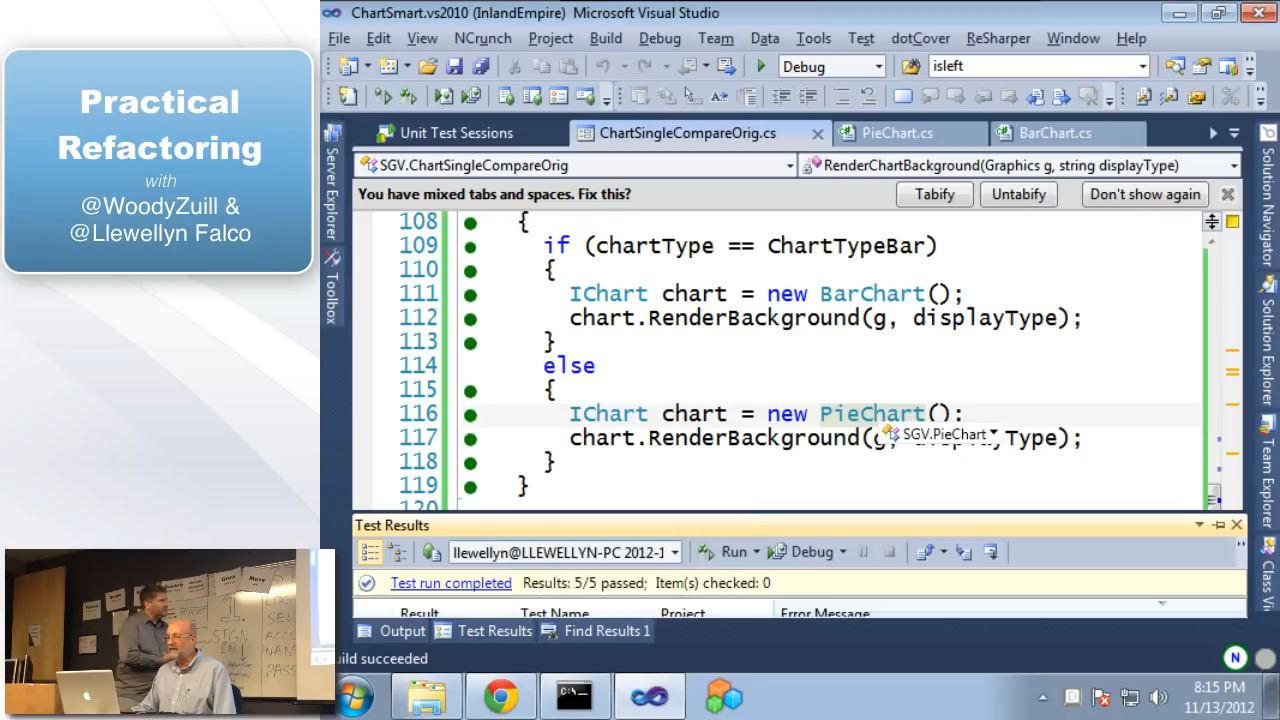 Practical
Refactoring
with
@WoodyZuill &
@Llewellyn Falco
ChartSmart.vs2010 (InlandEmpire) Microsoft Visual Studio
File Edit View NCrunch Project Build Debug Team Data Tools Test dotCover ReSharper Window Help
Debug isleft
Unit Test Sessions ChartSingleCompareOrig.cs PieChart.cs BarChart.cs
SGV.ChartSingleCompareOrig RenderChartBackground(Graphics g, string displayType)
You have mixed tabs and spaces. Fix this? Tabify Untabify Don't show again
108 {
109 if (chartType == ChartTypeBar)
110 {
111 IChart chart = new BarChart();
112 chart.RenderBackground(g, displayType);
113 }
114 else
115 {
116 IChart chart = new PieChart();
SGV.PieChart
117 chart.RenderBackground(g, displayType);
118 }
119 }
120
Server Explorer
Toolbox
Solution Navigator
Solution Explorer
Team Explorer
Class View
Test Results
llewellyn@LLEWELLYN-PC 2012-1 Run Debug
Test run completed Results: 5/5 passed; Item(s) checked: 0
Result Test Name Project Error Message
Output Test Results Find Results 1
Build succeeded
N
8:15 PM
11/13/2012
SIGN
IN